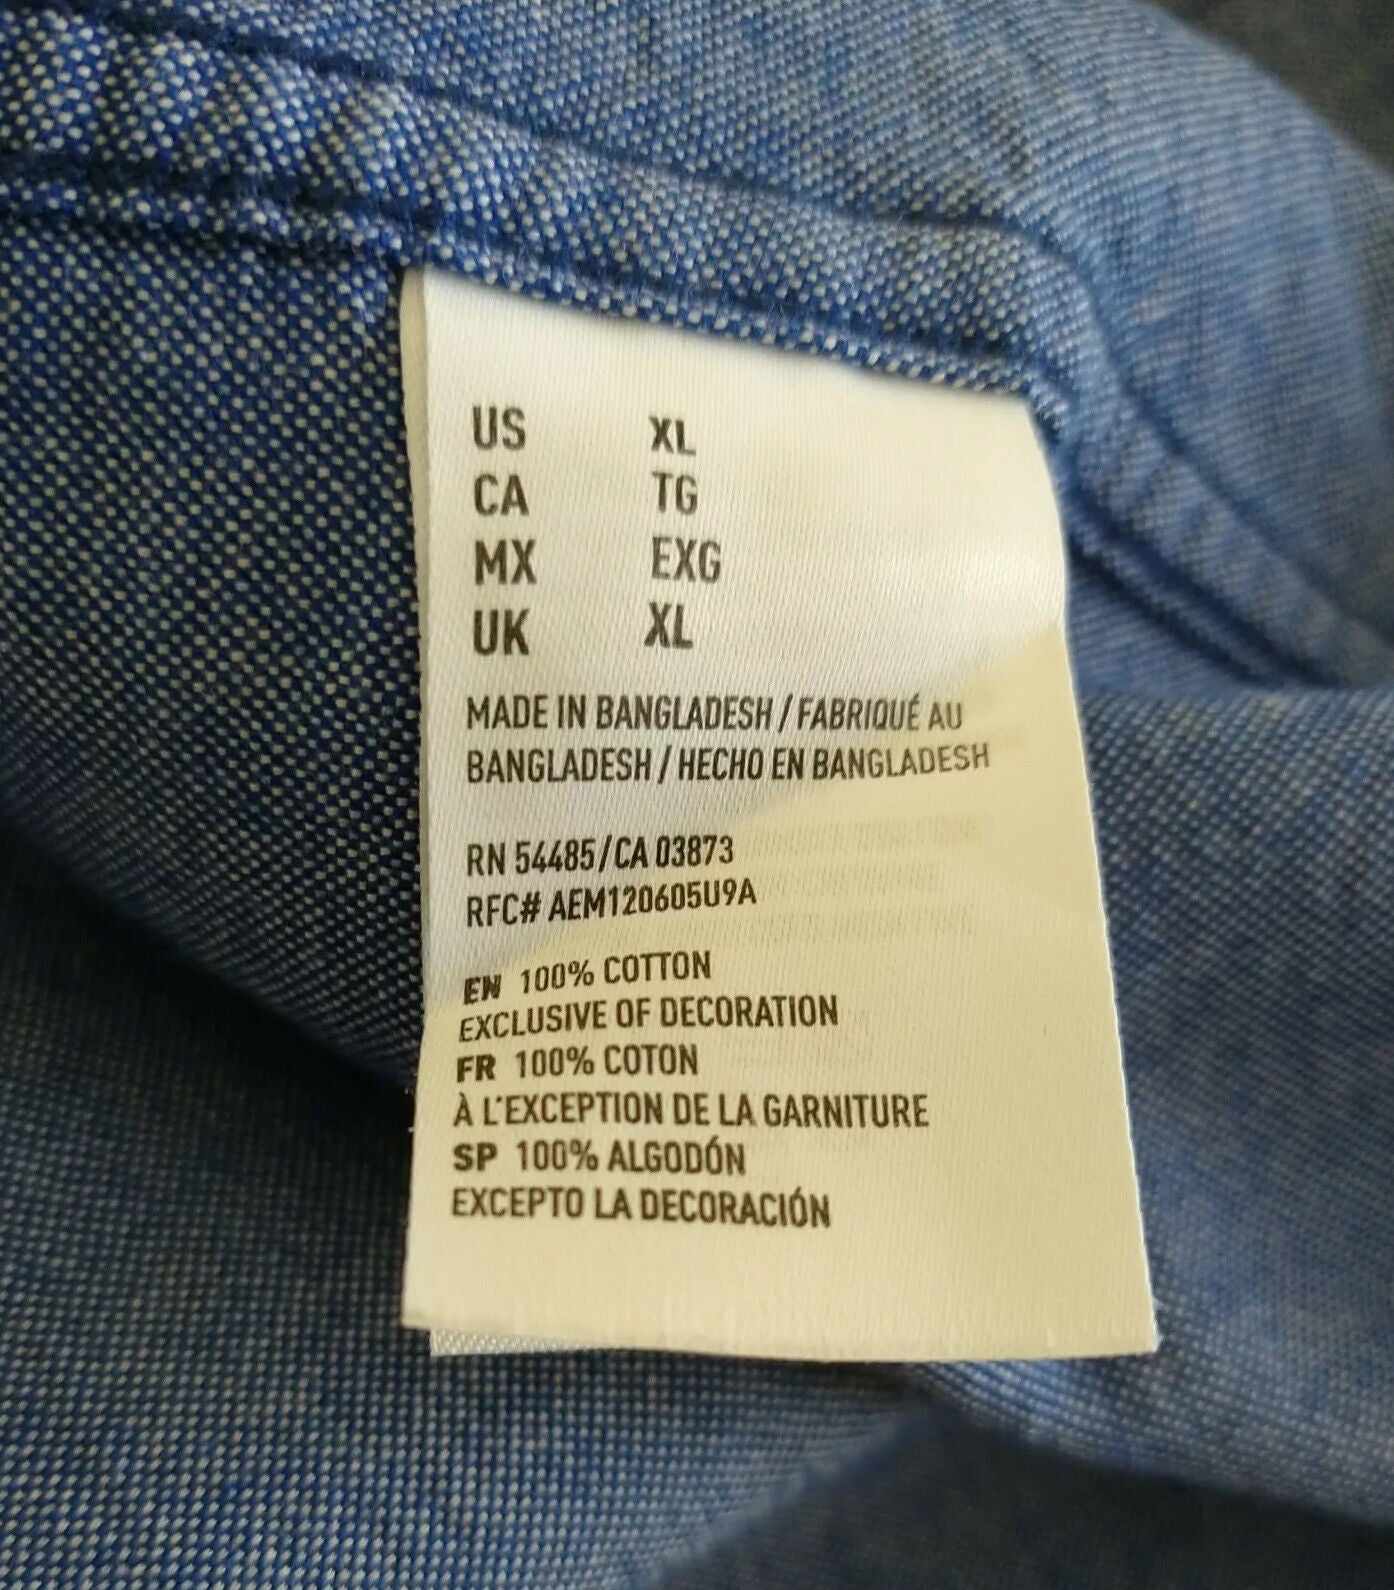 US XL
CA TG
MX EXG
UK XL
MADE IN BANGLADESH / FABRIQUÉ AU
BANGLADESH / HECHO EN BANGLADESH
RN 54485/CA 03873
RFC# AEM120605U9A
EN 100% COTTON
EXCLUSIVE OF DECORATION
FR 100% COTON
À L'EXCEPTION DE LA GARNITURE
SP 100% ALGODÓN
EXCEPTO LA DECORACIÓN